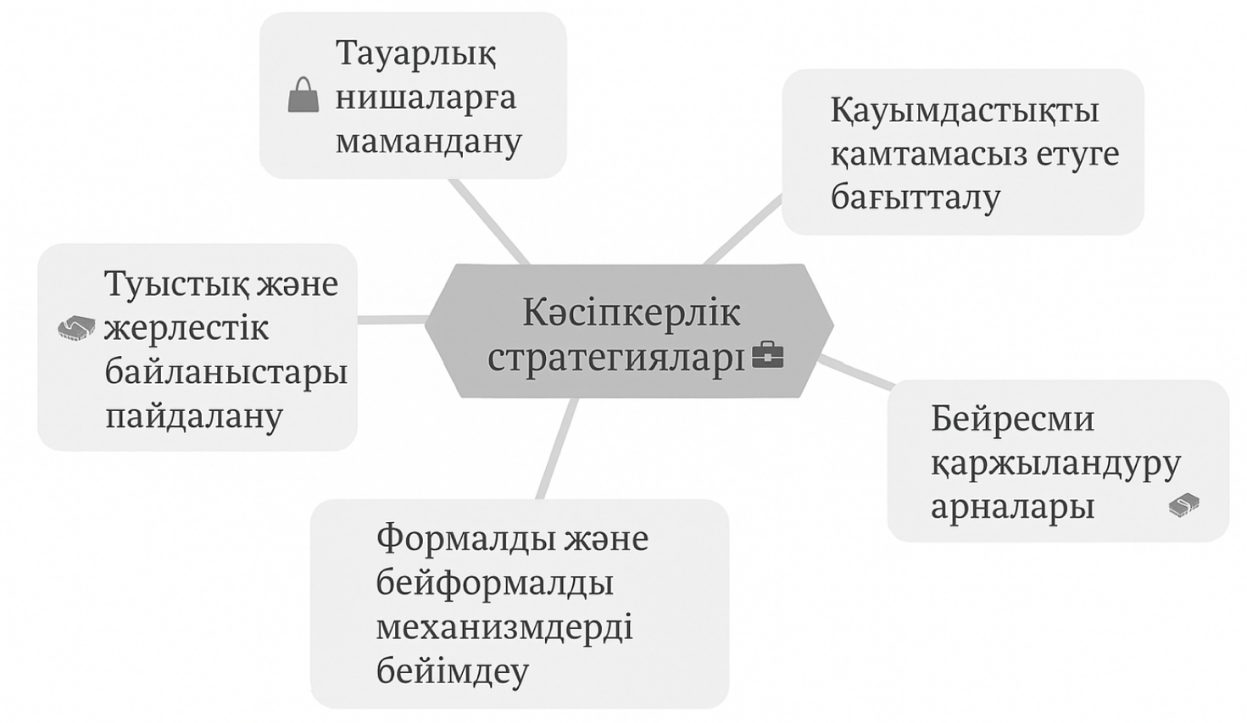 Тауарлық
нишаларға
мамандану
Қауымдастықты
қамтамасыз етуге
бағытталу
Туыстық және
жерлестік
байланыстары
пайдалану
Кәсіпкерлік
стратегиялары
Бейресми
қаржыландуру
арналары
Формалды және
бейформалды
механизмдерді
бейімдеу